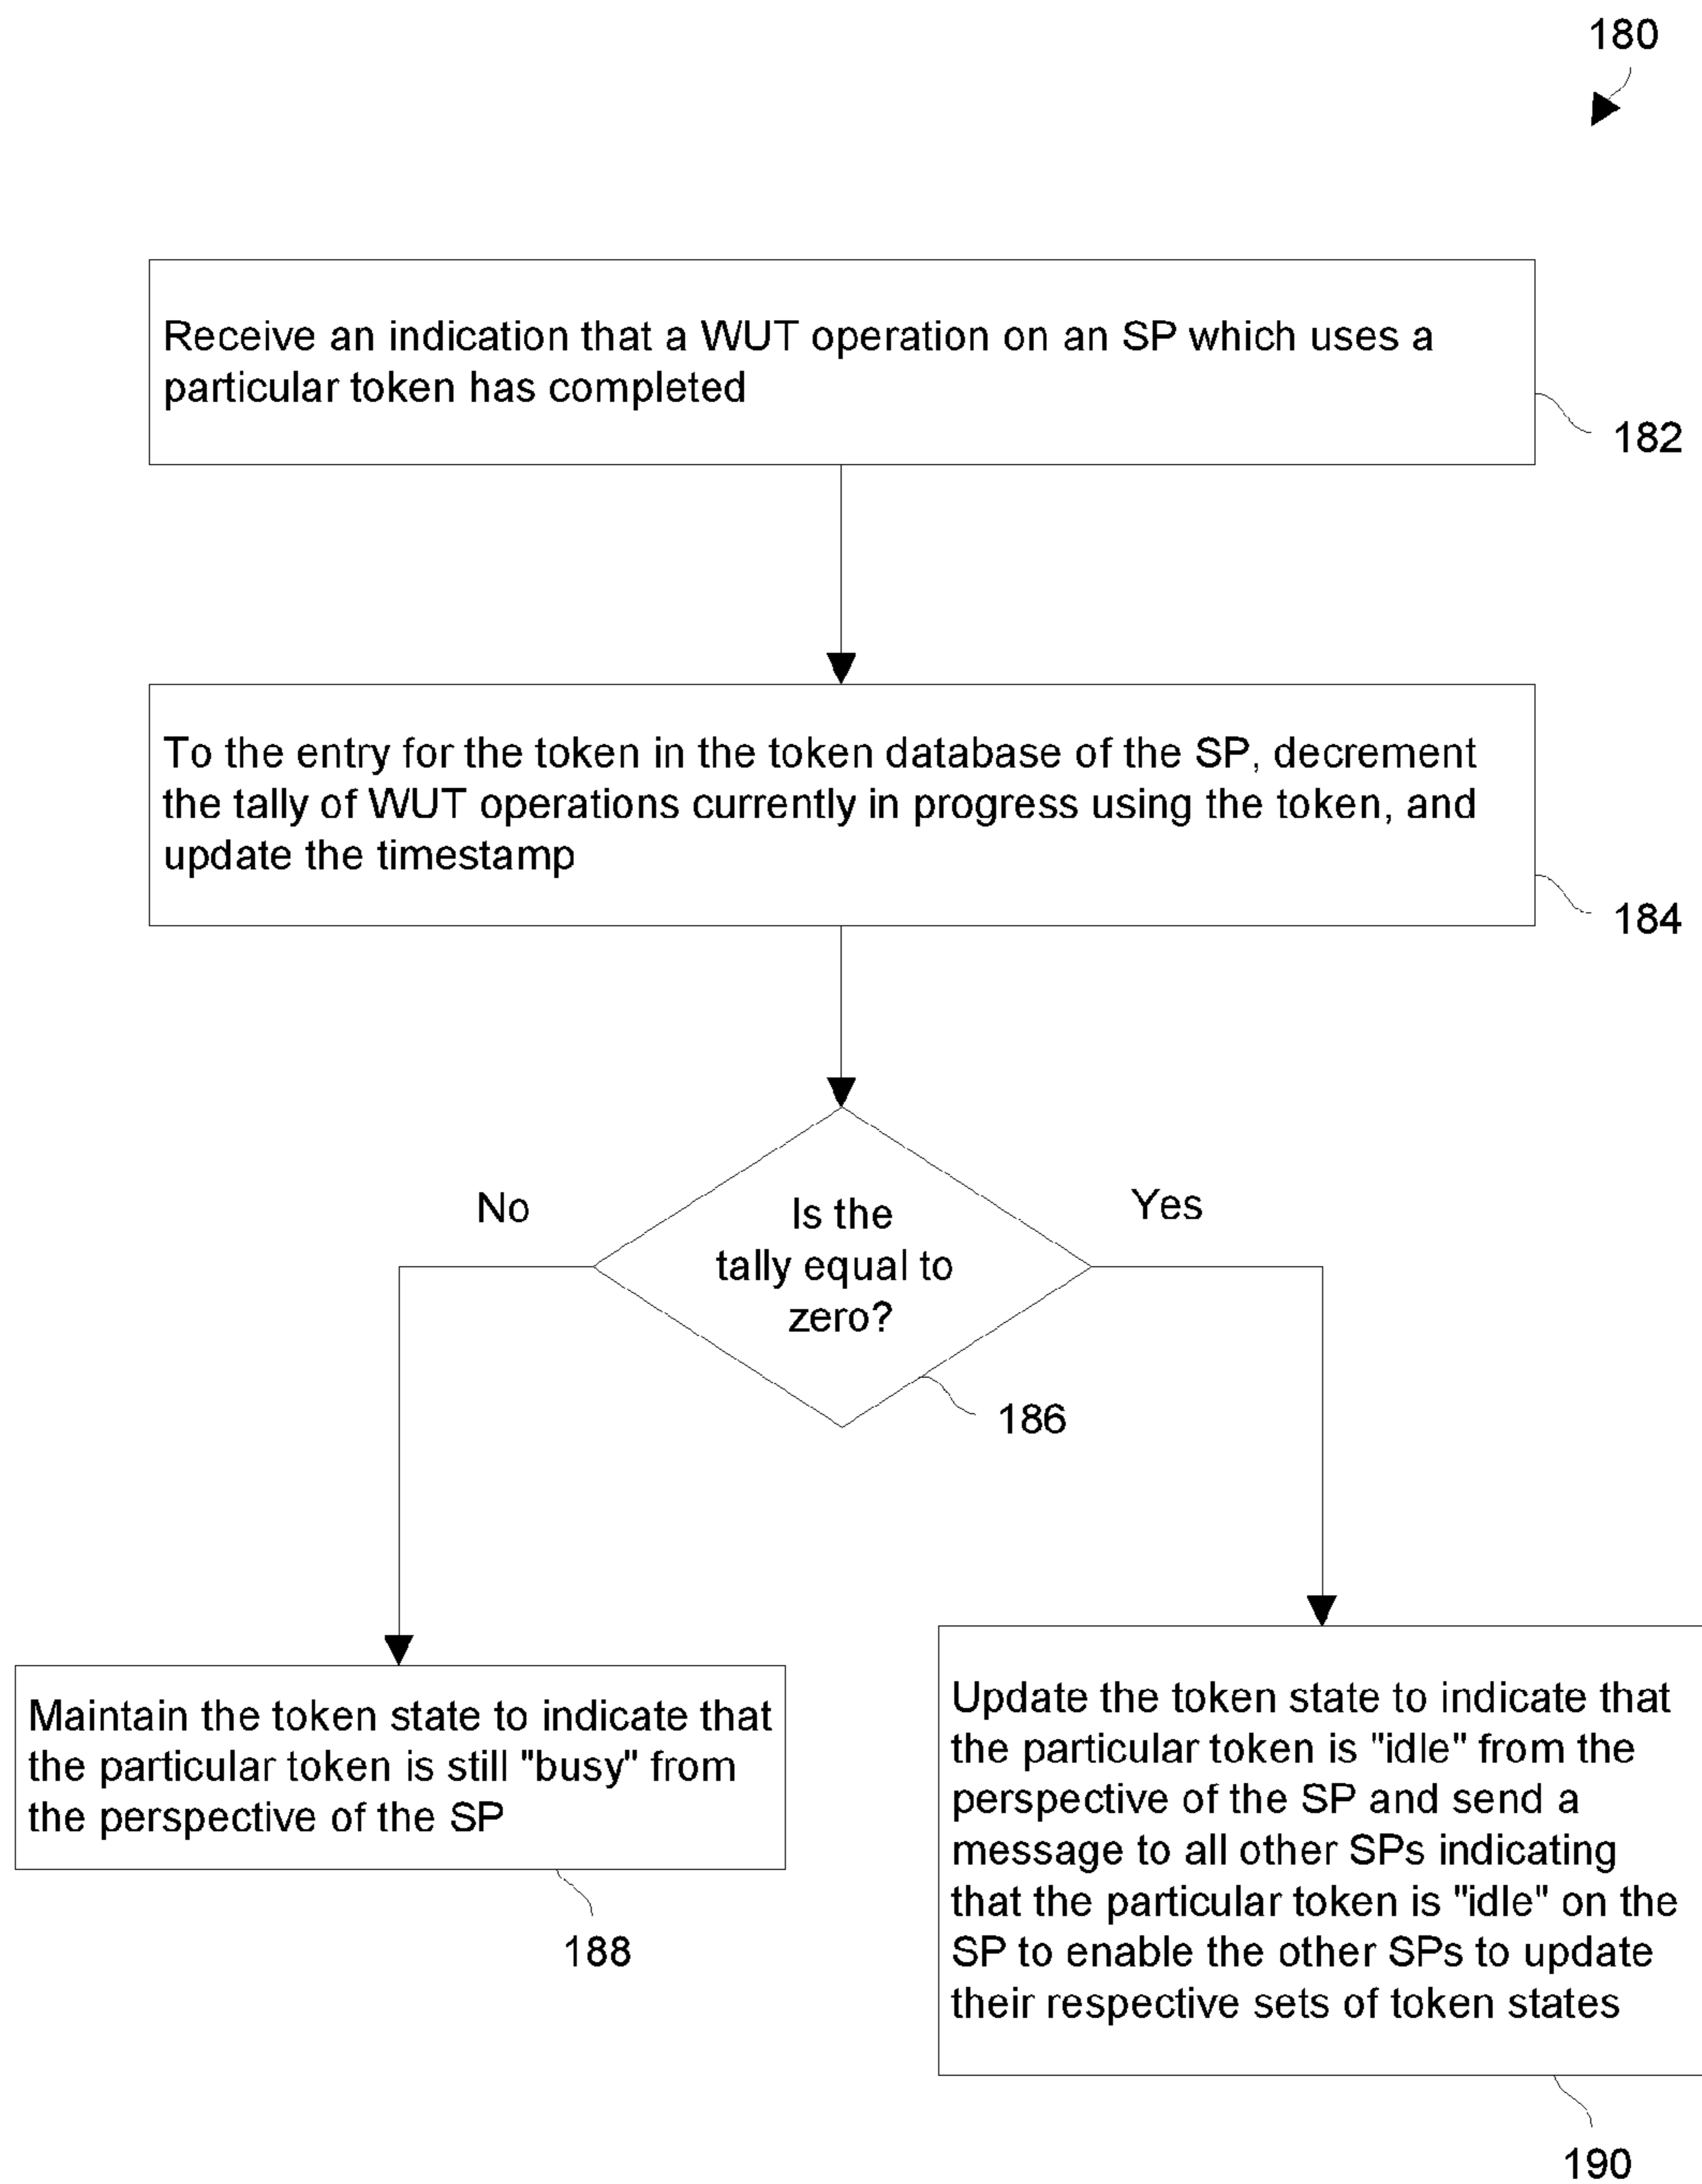 180
Receive an indication that a WUT operation on an SP which uses a
particular token has completed
182
To the entry for the token in the token database of the SP, decrement
the tally of WUT operations currently in progress using the token, and
update the timestamp
184
No
Yes
Is the
tally equal to
zero?
186
Maintain the token state to indicate that
the particular token is still "busy" from
the perspective of the SP
188
Update the token state to indicate that
the particular token is "idle" from the
perspective of the SP and send a
message to all other SPs indicating
that the particular token is "idle" on the
SP to enable the other SPs to update
their respective sets of token states
190